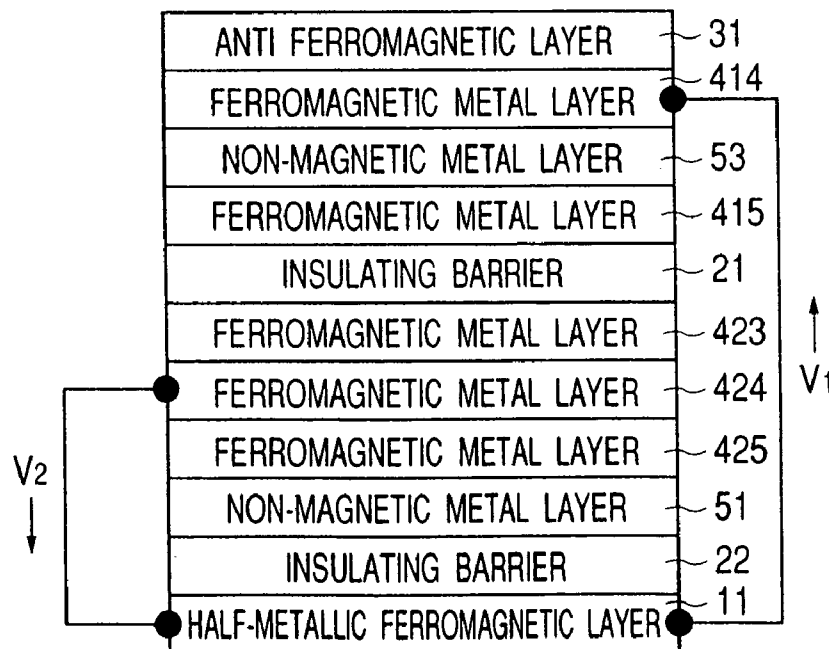 ANTI FERROMAGNETIC LAYER 31
FERROMAGNETIC METAL LAYER 414
NON-MAGNETIC METAL LAYER 53
FERROMAGNETIC METAL LAYER 415
INSULATING BARRIER 21
FERROMAGNETIC METAL LAYER 423
FERROMAGNETIC METAL LAYER 424
V1
FERROMAGNETIC METAL LAYER 425
V2
NON-MAGNETIC METAL LAYER 51
INSULATING BARRIER 22
HALF-METALLIC FERROMAGNETIC LAYER 11